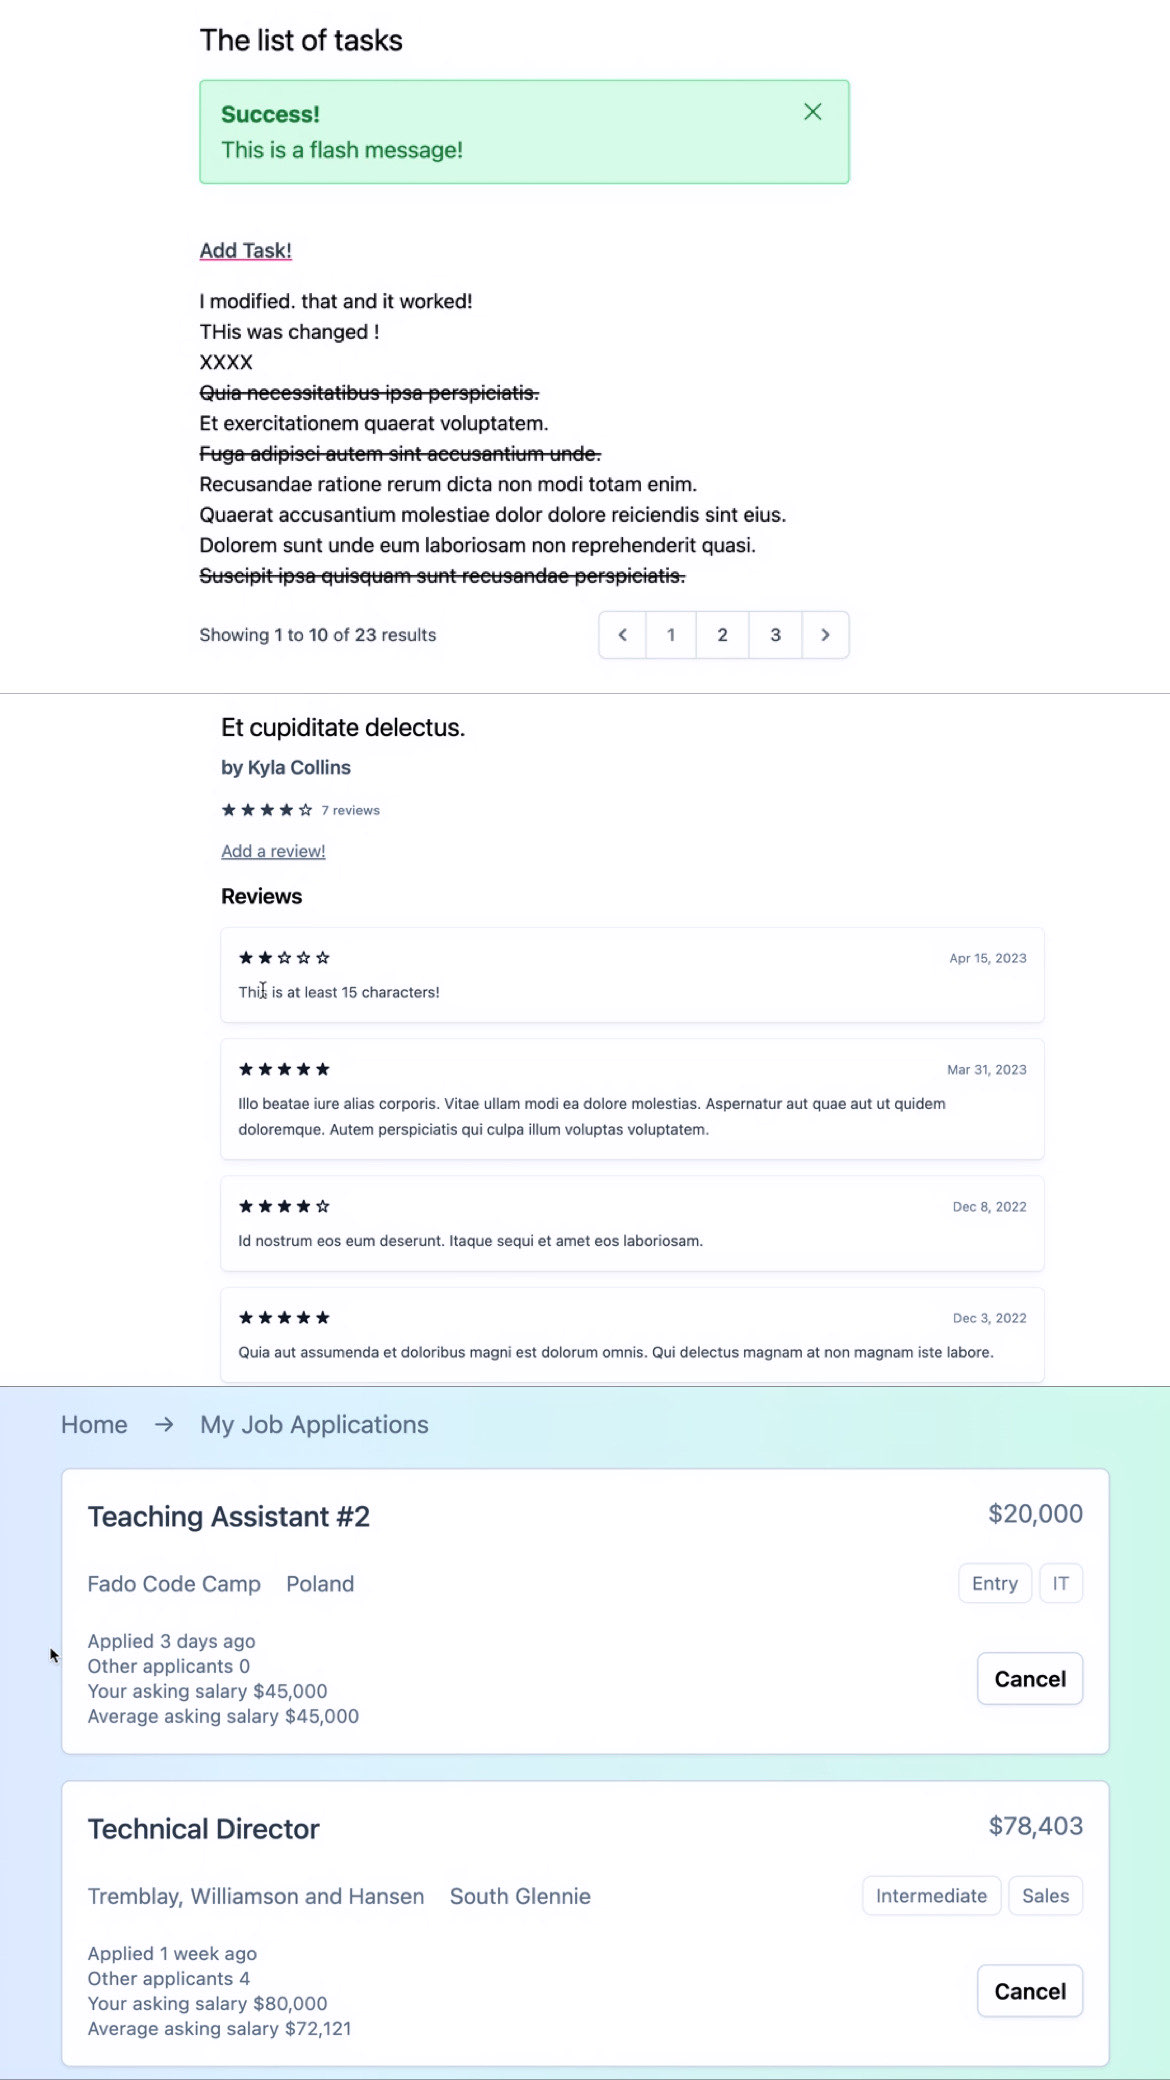 The list of tasks
Success!
This is a flash message!
Add Task!
I modified. that and it worked!
THis was changed !
XXXX
Quia necessitatibus ipsa perspiciatis.
Et exercitationem quaerat voluptatem.
Fuga adipisci autem sint accusantium unde.
Recusandae ratione rerum dicta non modi totam enim.
Quaerat accusantium molestiae dolor dolore reiciendis sint eius.
Dolorem sunt unde eum laboriosam non reprehenderit quasi.
Suscipit ipsa quisquam sunt recusandae perspiciatis.
Showing 1 to 10 of 23 results 1 2 3
Et cupiditate delectus.
by Kyla Collins
7 reviews
Add a review!
Reviews
Apr 15, 2023
This is at least 15 characters!
Mar 31, 2023
Illo beatae iure alias corporis. Vitae ullam modi ea dolore molestias. Aspernatur aut quae aut ut quidem
doloremque. Autem perspiciatis qui culpa illum voluptas voluptatem.
Dec 8, 2022
Id nostrum eos eum deserunt. Itaque sequi et amet eos laboriosam.
Dec 3, 2022
Quia aut assumenda et doloribus magni est dolorum omnis. Qui delectus magnam at non magnam iste labore.
Home → My Job Applications
Teaching Assistant #2 $20,000
Fado Code Camp Poland Entry IT
Applied 3 days ago
Other applicants 0
Your asking salary $45,000
Average asking salary $45,000
Cancel
Technical Director $78,403
Tremblay, Williamson and Hansen South Glennie Intermediate Sales
Applied 1 week ago
Other applicants 4
Your asking salary $80,000
Average asking salary $72,121
Cancel